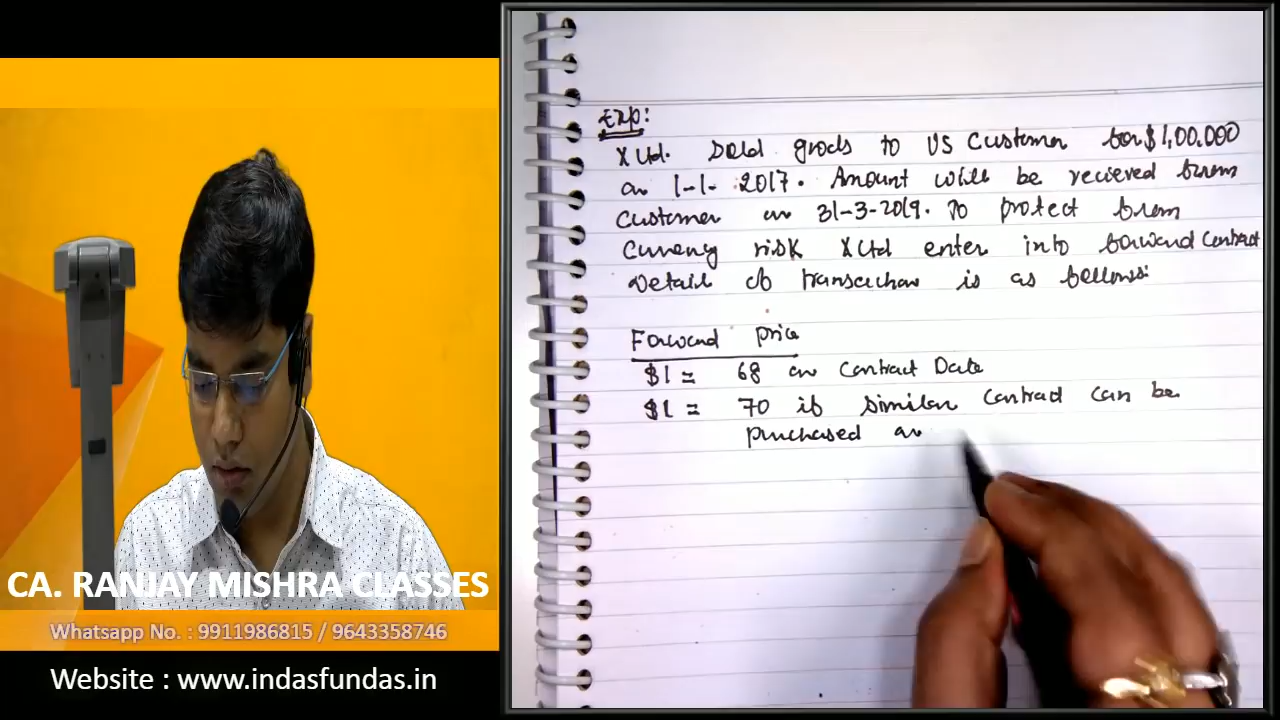 Exp:
X Ltd. Sold goods to US Customer for $ 1,00,000
on 1-1-2017. Amount will be recieved from
Customer on 31-3-2019. To protect from
Currency risk X Ltd enter into forward Contract
Detail of transaction is as follows:
Forward price
$1 = 68 on Contract Date
$1 = 70 if similar contract can be
purchased on
CA. RANJAY MISHRA CLASSES
Whatsapp No. : 9911986815 / 9643358746
Website : www.indasfundas.in